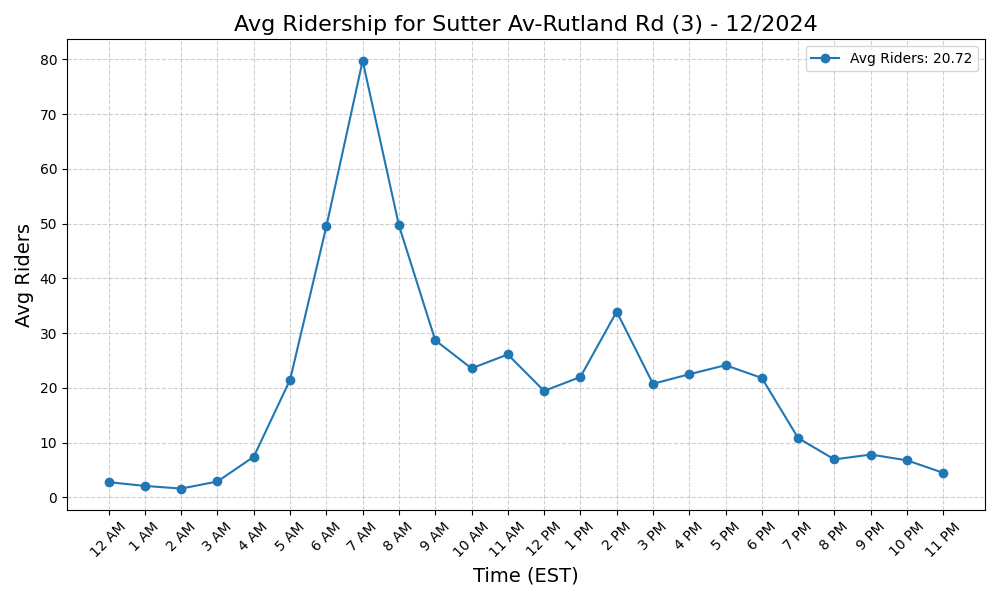 Avg Ridership for Sutter Av-Rutland Rd (3) - 12/2024
Avg Riders: 20.72
Avg Riders
80
70
60
50
40
30
20
10
0
12 AM
1 AM
2 AM
3 AM
4 AM
5 AM
6 AM
7 AM
8 AM
9 AM
10 AM
11 AM
12 PM
1 PM
2 PM
3 PM
4 PM
5 PM
6 PM
7 PM
8 PM
9 PM
10 PM
11 PM
Time (EST)